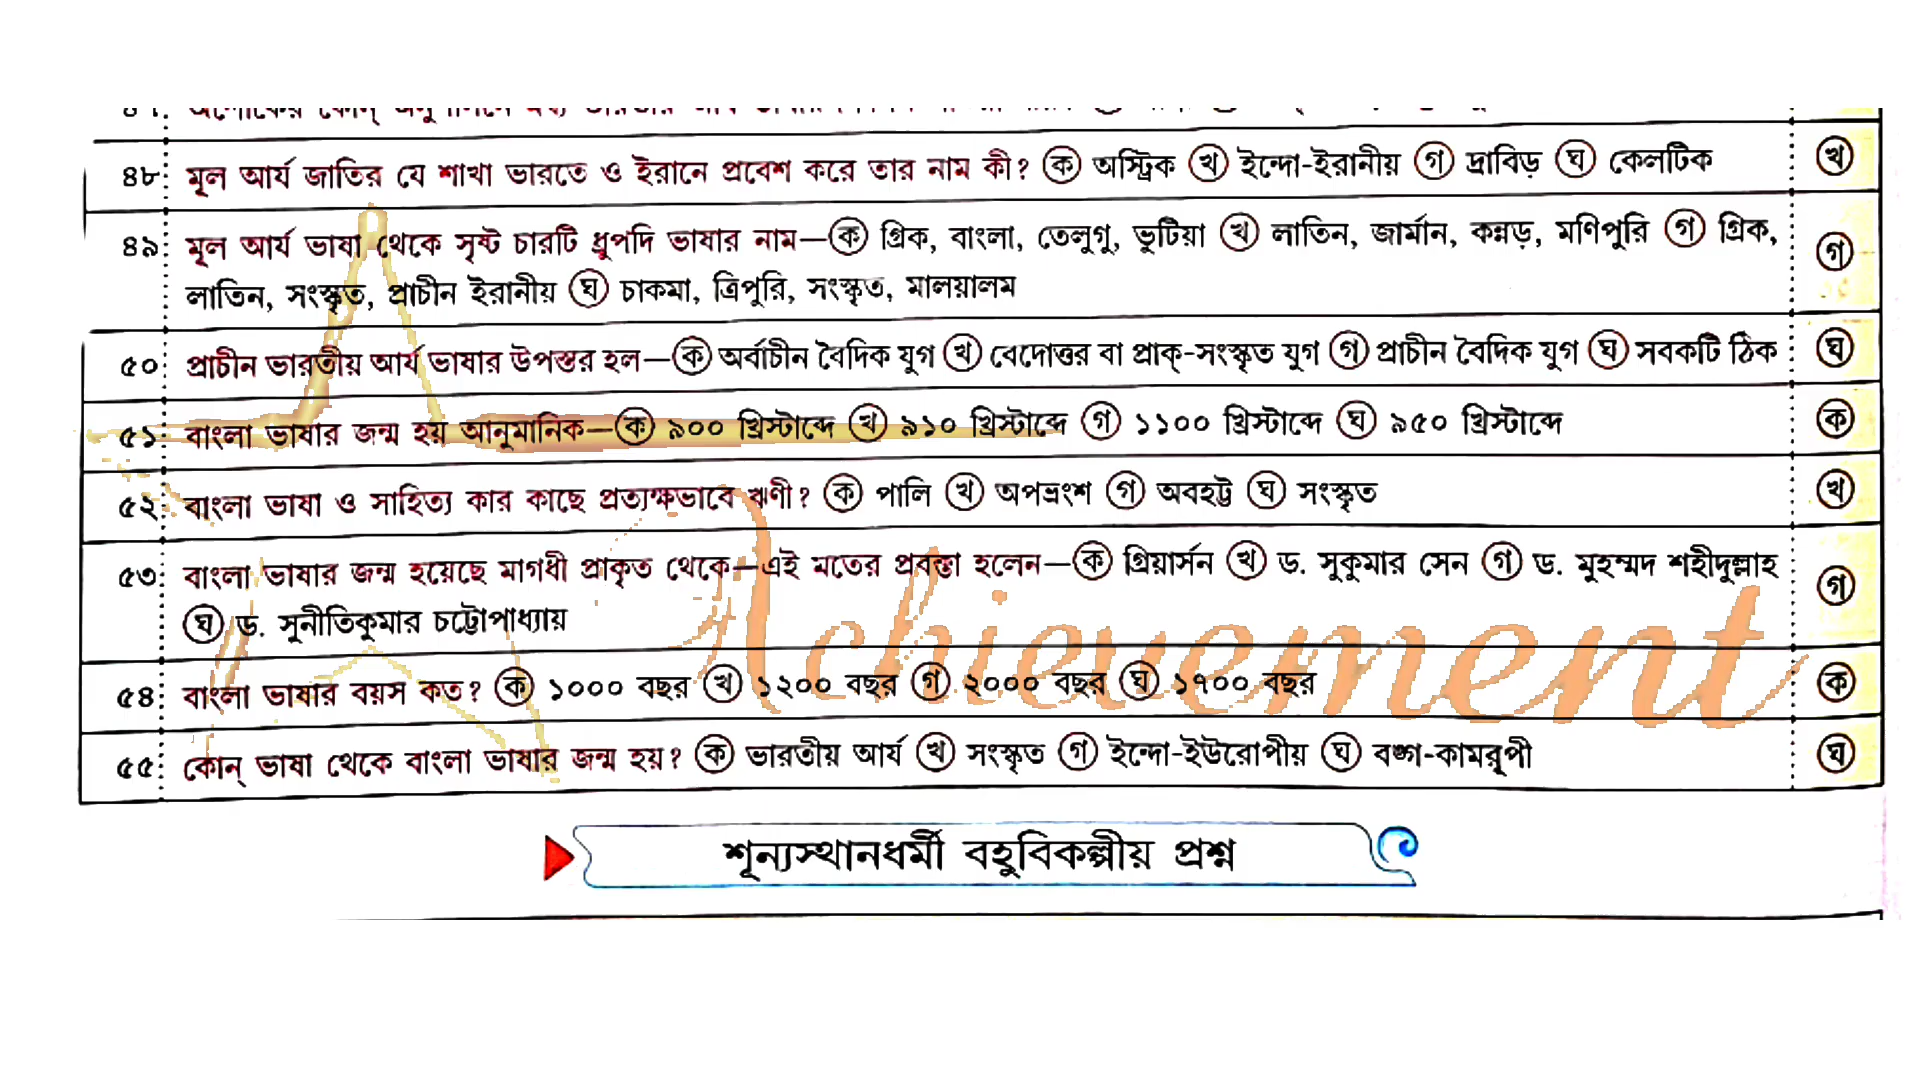 ৪৮. মূল আর্য জাতির যে শাখা ভারতে ও ইরানে প্রবেশ করে তার নাম কী? ক অস্ট্রিক খ ইন্দো-ইরানীয় গ দ্রাবিড় ঘ কেলটিক খ
৪৯. মূল আর্য ভাষা থেকে সৃষ্ট চারটি ধ্রুপদি ভাষার নাম—ক গ্রিক, বাংলা, তেলুগু, ভুটিয়া খ লাতিন, জার্মান, কন্নড়, মণিপুরি গ গ্রিক, গ
লাতিন, সংস্কৃত, প্রাচীন ইরানীয় ঘ চাকমা, ত্রিপুরি, সংস্কৃত, মালয়ালম
৫০. প্রাচীন ভারতীয় আর্য ভাষার উপস্তর হল—ক অর্বাচীন বৈদিক যুগ খ বেদোত্তর বা প্রাক্-সংস্কৃত যুগ গ প্রাচীন বৈদিক যুগ ঘ সবকটি ঠিক ঘ
৫১. বাংলা ভাষার জন্ম হয় আনুমানিক—ক ৯০০ খ্রিস্টাব্দে খ ৯১০ খ্রিস্টাব্দে গ ১১০০ খ্রিস্টাব্দে ঘ ৯৫০ খ্রিস্টাব্দে ক
৫২. বাংলা ভাষা ও সাহিত্য কার কাছে প্রত্যক্ষভাবে ঋণী? ক পালি খ অপভ্রংশ গ অবহট্ট ঘ সংস্কৃত খ
৫৩. বাংলা ভাষার জন্ম হয়েছে মাগধী প্রাকৃত থেকে—এই মতের প্রবক্তা হলেন—ক গ্রিয়ার্সন খ ড. সুকুমার সেন গ ড. মুহম্মদ শহীদুল্লাহ গ
ঘ ড. সুনীতিকুমার চট্টোপাধ্যায়
Achievement
৫৪. বাংলা ভাষার বয়স কত? ক ১০০০ বছর খ ১২০০ বছর গ ২০০০ বছর ঘ ১৭০০ বছর ক
৫৫. কোন্ ভাষা থেকে বাংলা ভাষার জন্ম হয়? ক ভারতীয় আর্য খ সংস্কৃত গ ইন্দো-ইউরোপীয় ঘ বঙ্গ-কামরূপী ঘ
শূন্যস্থানধর্মী বহুবিকল্পীয় প্রশ্ন